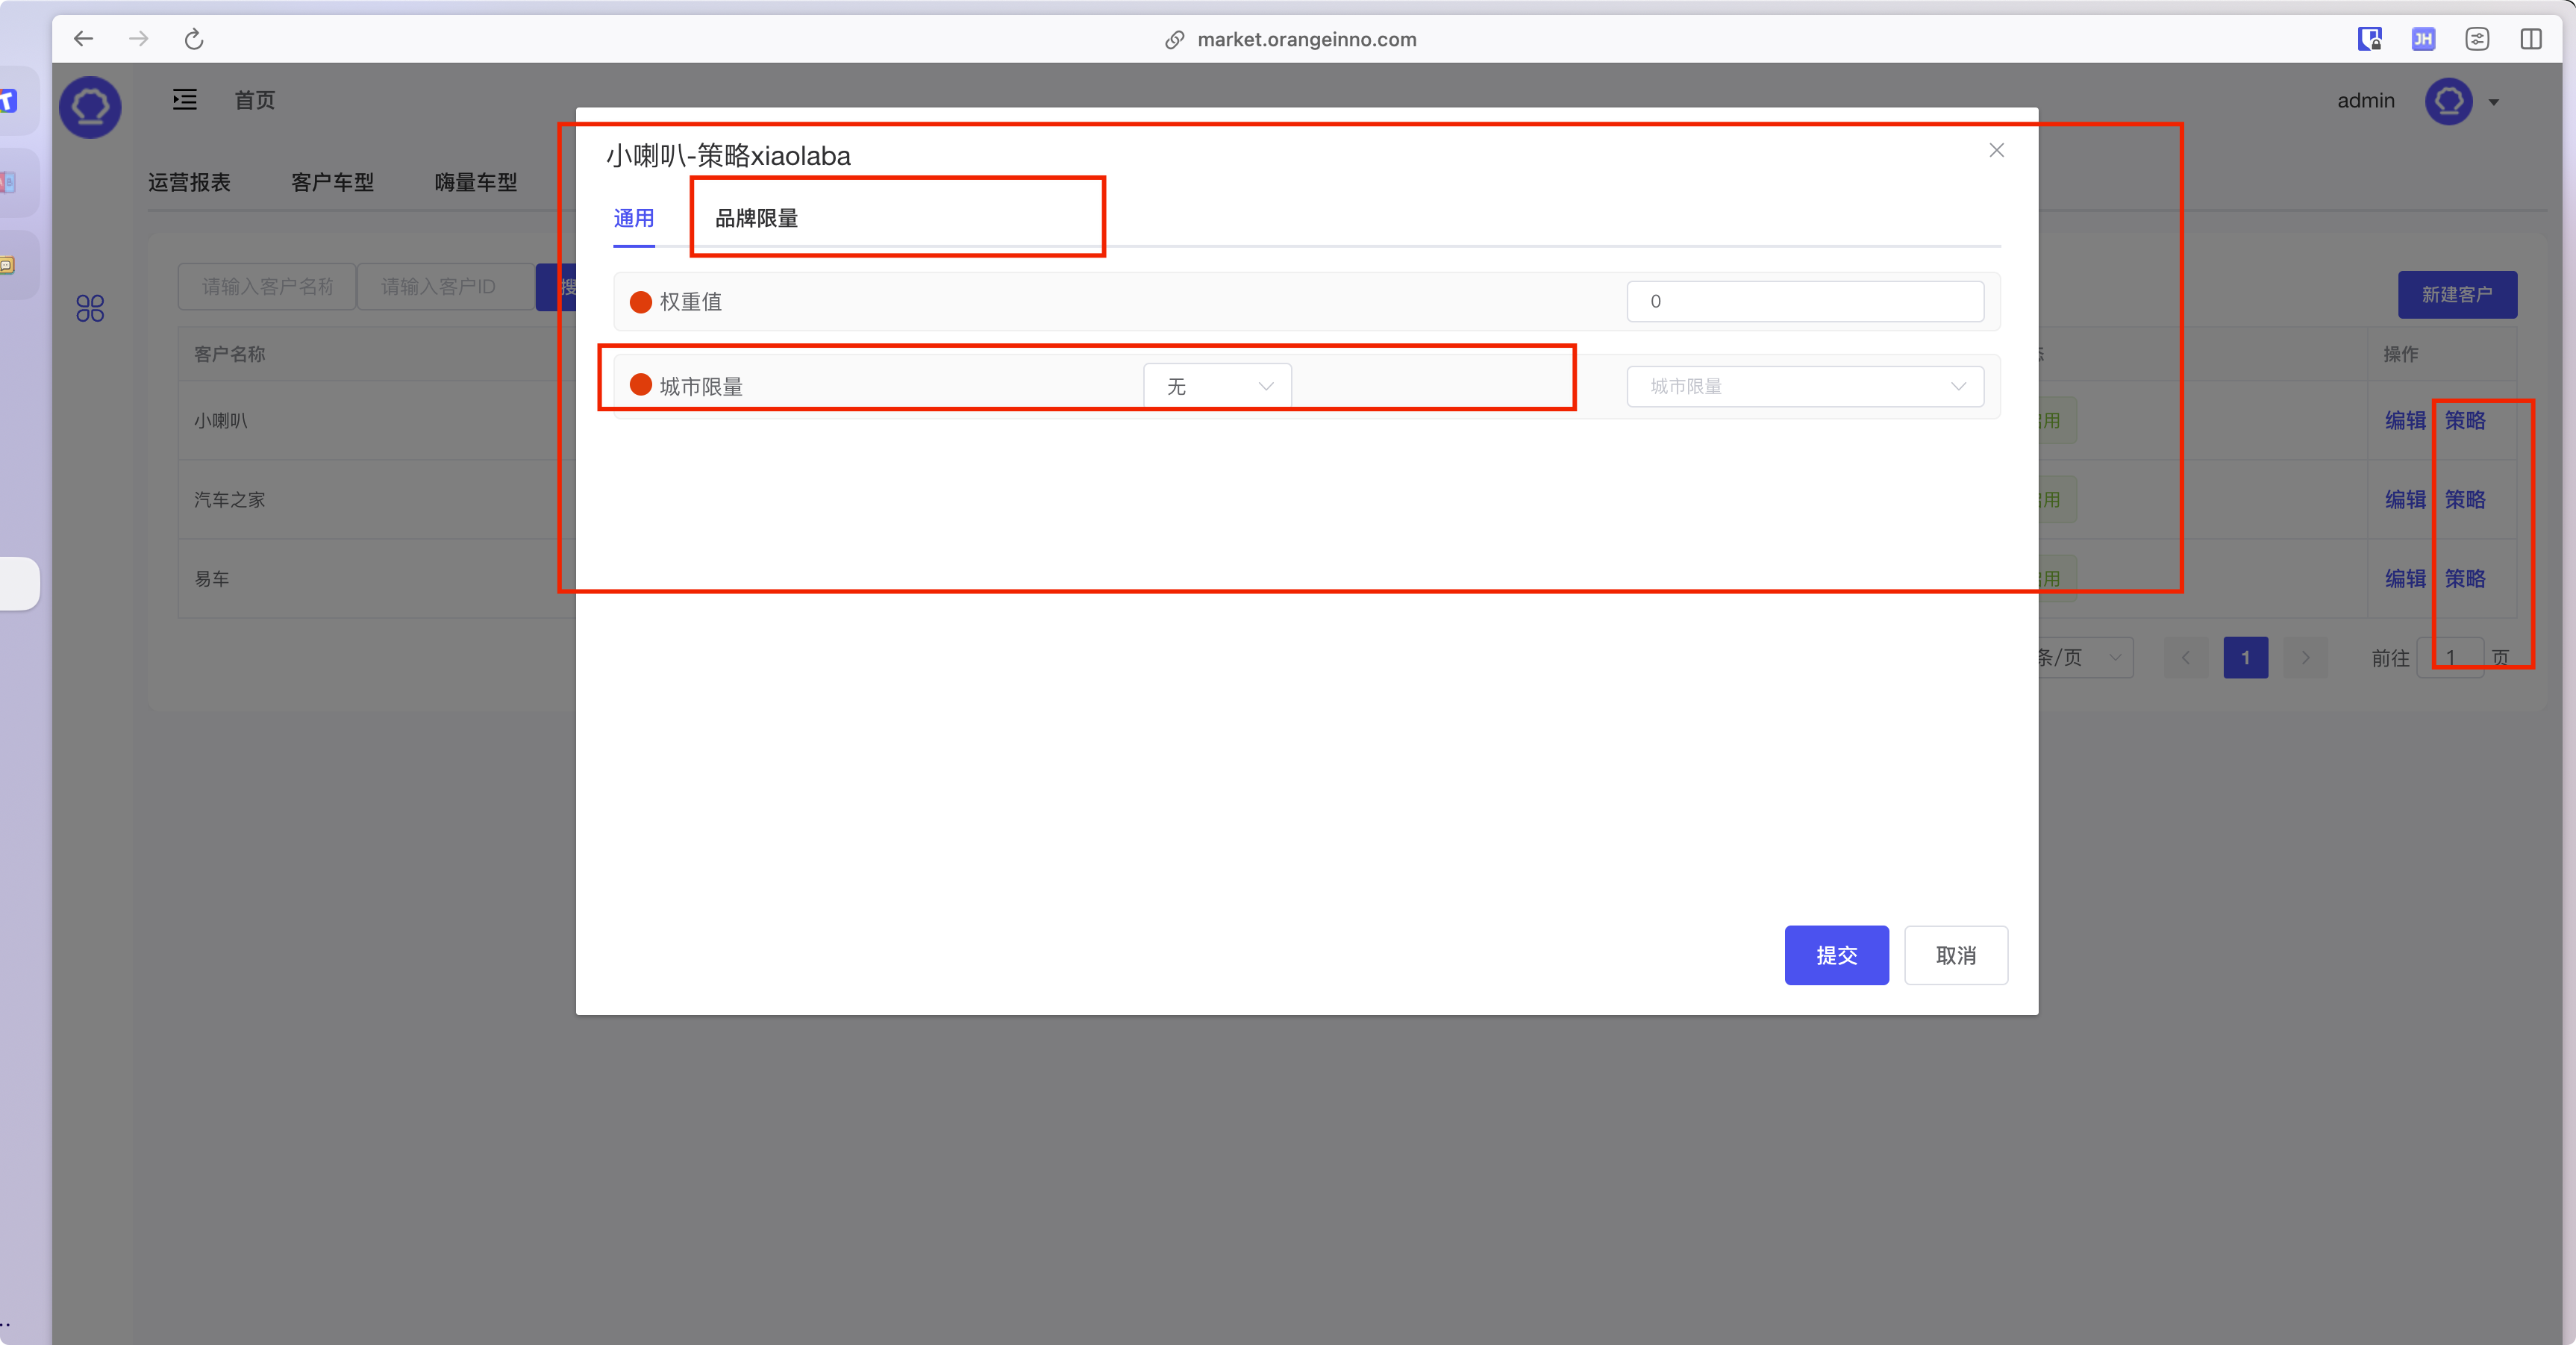 market.orangeinno.com
JH
首页
admin
小喇叭-策略xiaolaba
运营报表 客户车型 嗨量车型
通用 品牌限量
请输入客户名称 请输入客户ID 搜
新建客户
权重值 0
客户名称 操作
城市限量 无 城市限量
小喇叭 用 编辑 策略
汽车之家 用 编辑 策略
易车 用 编辑 策略
条/页 1 前往 1 页
提交 取消